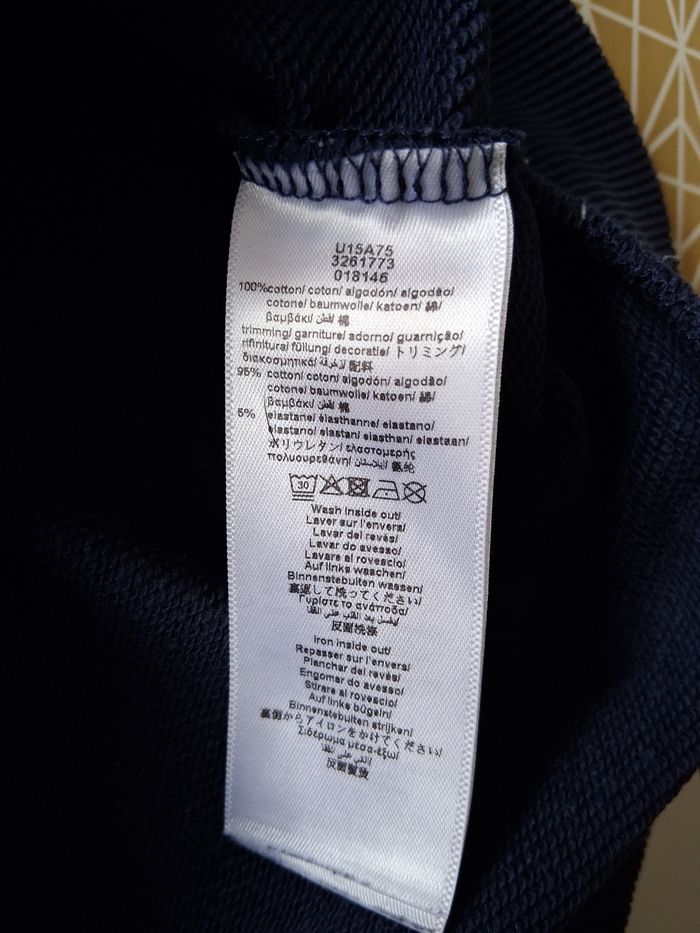 U15A75
3261773
018146
100%cotton/ coton/ algodón/ algodão/
cotone/ baumwolle/ katoen/ 綿/
βαμβάκι/ قطن/ 棉
trimming/ garniture/ adorno/ guarnição/
rifinitura/ füllung/ decoratie/ トリミング/
διακοσμητικό/ 配料
95% cotton/ coton/ algodón/ algodão/
cotone/ baumwolle/ katoen/ 綿/
βαμβάκι/ قطن/ 棉
5% elastane/ élasthanne/ elastano/
elastano/ elastan/ elasthan/ elastaan/
ポリウレタン/ ελαστομερής
πολυουρεθάνη/ إيلاستان/ 氨纶
30
Wash inside out/
Laver sur l'envers/
Lavar del revés/
Lavar do avesso/
Lavare al rovescio/
Auf links waschen/
Binnenstebuiten wassen/
裏返して洗ってください/
Γυρίστε το ανάποδα/
反面洗涤
Iron inside out/
Repasser sur l'envers/
Planchar del revés/
Engomar do avesso/
Stirare al rovescio/
Auf links bügeln/
Binnenstebuiten strijken/
裏側からアイロンをかけてください/
Σιδέρωμα μέσα-έξω/
反面熨烫